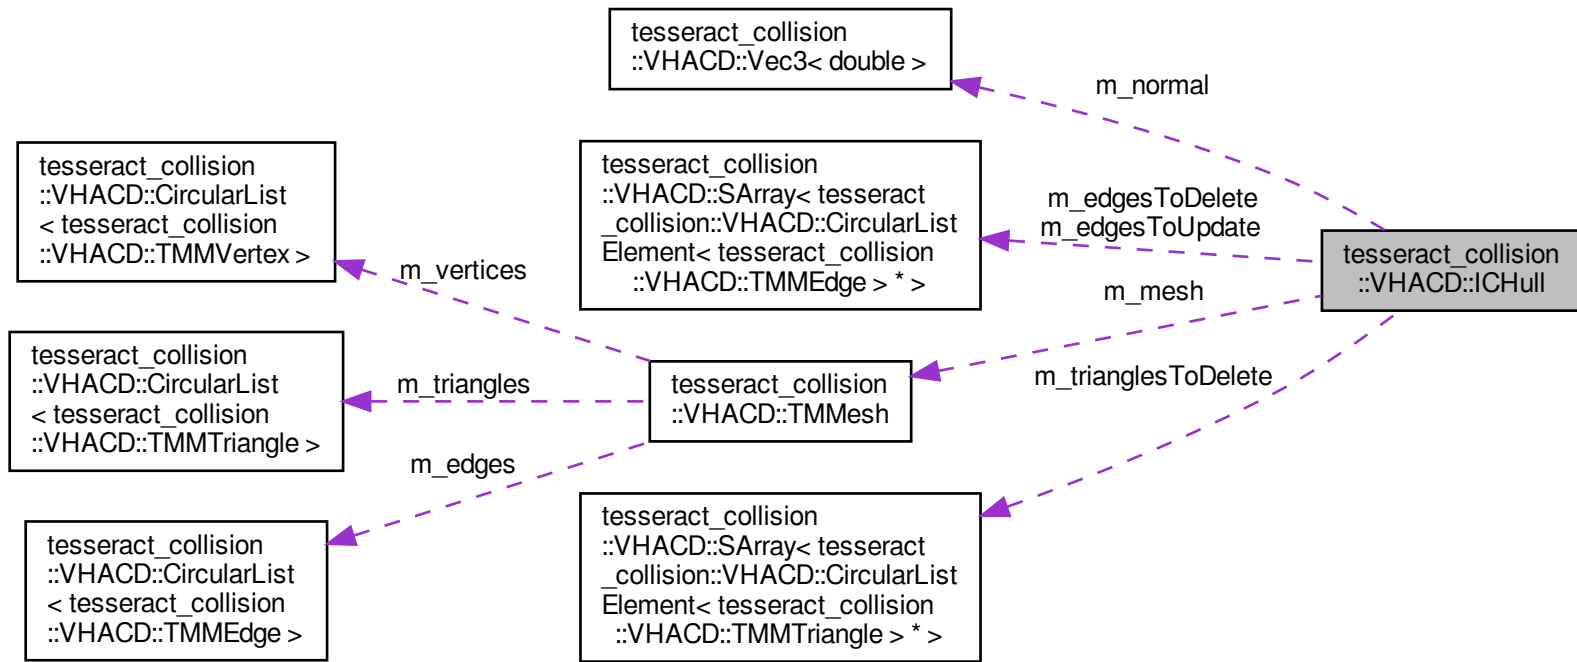 tesseract_collision
::VHACD::Vec3< double >
m_normal
tesseract_collision
::VHACD::CircularList
< tesseract_collision
::VHACD::TMMVertex >
tesseract_collision
::VHACD::SArray< tesseract
_collision::VHACD::CircularList
Element< tesseract_collision
::VHACD::TMMEdge > * >
m_edgesToDelete
m_edgesToUpdate
tesseract_collision
::VHACD::ICHull
m_vertices
m_mesh
tesseract_collision
::VHACD::CircularList
< tesseract_collision
::VHACD::TMMTriangle >
m_triangles
tesseract_collision
::VHACD::TMMesh
m_trianglesToDelete
m_edges
tesseract_collision
::VHACD::CircularList
< tesseract_collision
::VHACD::TMMEdge >
tesseract_collision
::VHACD::SArray< tesseract
_collision::VHACD::CircularList
Element< tesseract_collision
::VHACD::TMMTriangle > * >